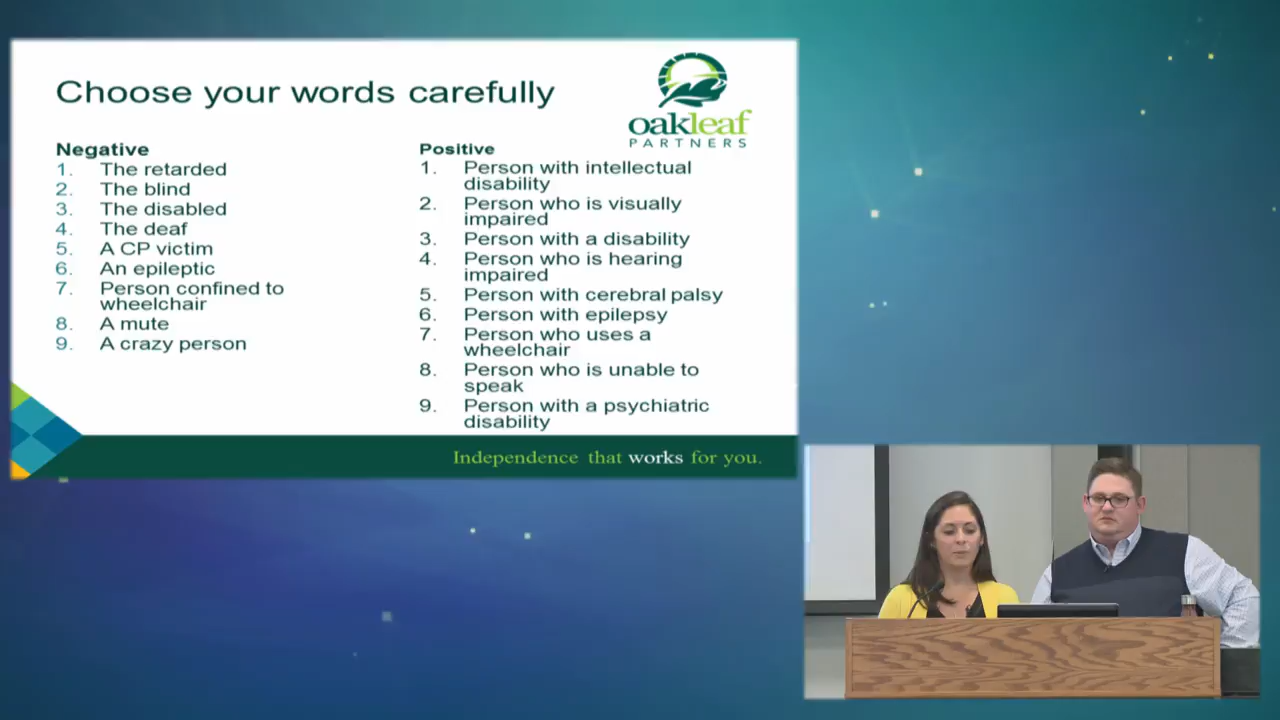 Choose your words carefully
oakleaf
PARTNERS
Negative
1. The retarded
2. The blind
3. The disabled
4. The deaf
5. A CP victim
6. An epileptic
7. Person confined to
wheelchair
8. A mute
9. A crazy person
Positive
1. Person with intellectual
disability
2. Person who is visually
impaired
3. Person with a disability
4. Person who is hearing
impaired
5. Person with cerebral palsy
6. Person with epilepsy
7. Person who uses a
wheelchair
8. Person who is unable to
speak
9. Person with a psychiatric
disability
Independence that works for you.